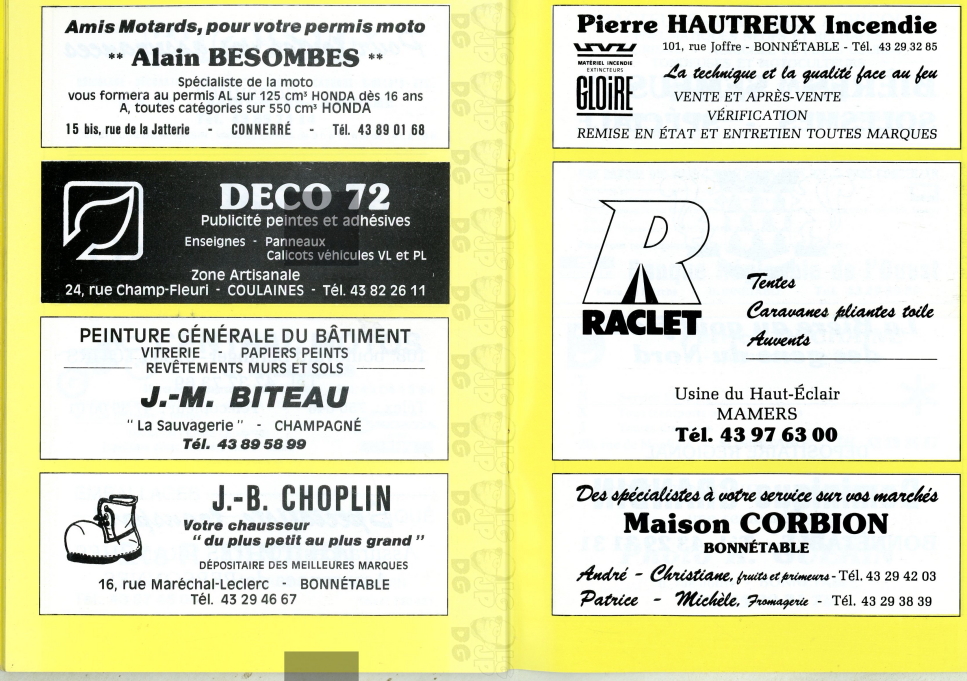 Amis Motards, pour votre permis moto
** Alain BESOMBES **
Spécialiste de la moto
vous formera au permis AL sur 125 cm³ HONDA dès 16 ans
A, toutes catégories sur 550 cm³ HONDA
15 bis, rue de la Jatterie - CONNERRÉ - Tél. 43 89 01 68
DECO 72
Publicité peintes et adhésives
Enseignes - Panneaux
Calicots véhicules VL et PL
Zone Artisanale
24, rue Champ-Fleuri - COULAINES - Tél. 43 82 26 11
PEINTURE GÉNÉRALE DU BÂTIMENT
VITRERIE - PAPIERS PEINTS
REVÊTEMENTS MURS ET SOLS
J.-M. BITEAU
" La Sauvagerie " - CHAMPAGNÉ
Tél. 43 89 58 99
J.-B. CHOPLIN
Votre chausseur
" du plus petit au plus grand "
DÉPOSITAIRE DES MEILLEURES MARQUES
16, rue Maréchal-Leclerc - BONNÉTABLE
Tél. 43 29 46 67
Pierre HAUTREUX Incendie
101, rue Joffre - BONNÉTABLE - Tél. 43 29 32 85
MATÉRIEL INCENDIE
EXTINCTEURS
GLOIRE
La technique et la qualité face au feu
VENTE ET APRÈS-VENTE
VÉRIFICATION
REMISE EN ÉTAT ET ENTRETIEN TOUTES MARQUES
R
RACLET
Tentes
Caravanes pliantes toile
Auvents
Usine du Haut-Éclair
MAMERS
Tél. 43 97 63 00
Des spécialistes à votre service sur vos marchés
Maison CORBION
BONNÉTABLE
André - Christiane, fruits et primeurs - Tél. 43 29 42 03
Patrice - Michèle, Fromagerie - Tél. 43 29 38 39